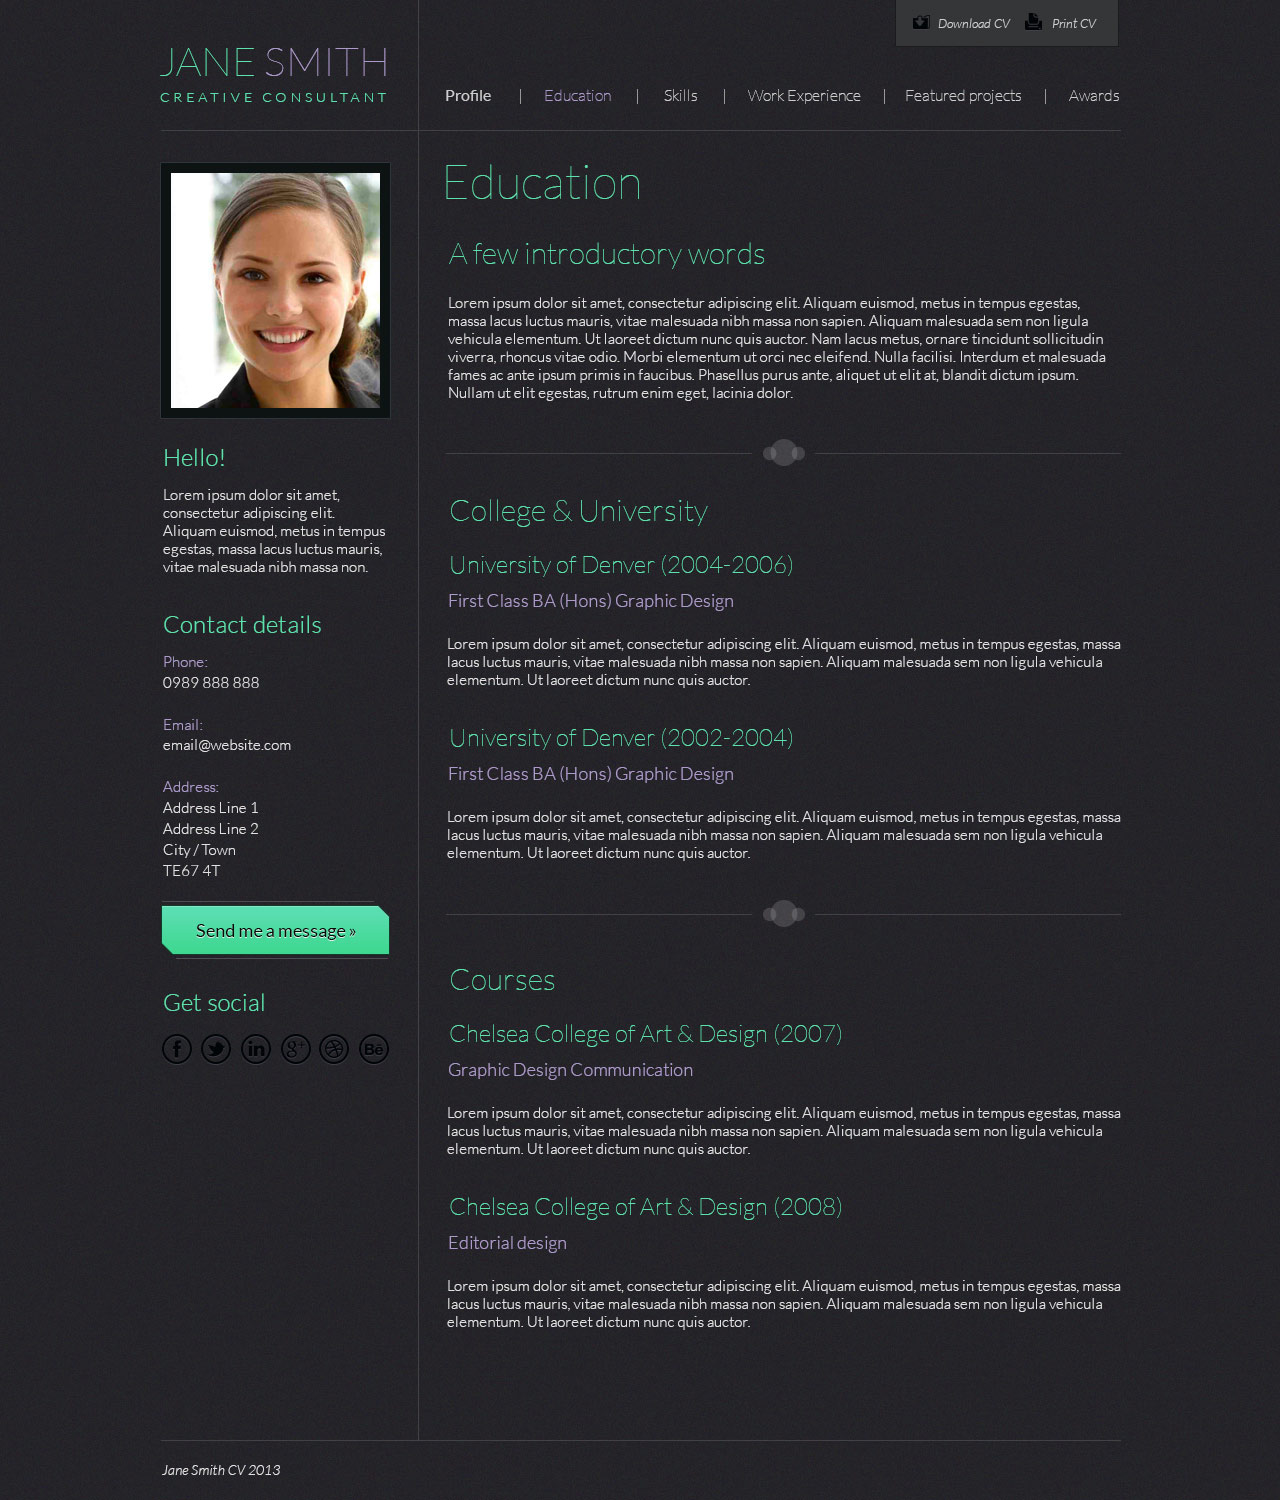 Download CV Print CV
JANE SMITH
CREATIVE CONSULTANT
Profile | Education | Skills | Work Experience | Featured projects | Awards
Hello!
Lorem ipsum dolor sit amet,
consectetur adipiscing elit.
Aliquam euismod, metus in tempus
egestas, massa lacus luctus mauris,
vitae malesuada nibh massa non.
Contact details
Phone:
0989 888 888
Email:
email@website.com
Address:
Address Line 1
Address Line 2
City / Town
TE67 4T
Send me a message »
Get social
f in g+ Bē
Education
A few introductory words
Lorem ipsum dolor sit amet, consectetur adipiscing elit. Aliquam euismod, metus in tempus egestas,
massa lacus luctus mauris, vitae malesuada nibh massa non sapien. Aliquam malesuada sem non ligula
vehicula elementum. Ut laoreet dictum nunc quis auctor. Nam lacus metus, ornare tincidunt sollicitudin
viverra, rhoncus vitae odio. Morbi elementum ut orci nec eleifend. Nulla facilisi. Interdum et malesuada
fames ac ante ipsum primis in faucibus. Phasellus purus ante, aliquet ut elit at, blandit dictum ipsum.
Nullam ut elit egestas, rutrum enim eget, lacinia dolor.
College & University
University of Denver (2004-2006)
First Class BA (Hons) Graphic Design
Lorem ipsum dolor sit amet, consectetur adipiscing elit. Aliquam euismod, metus in tempus egestas, massa
lacus luctus mauris, vitae malesuada nibh massa non sapien. Aliquam malesuada sem non ligula vehicula
elementum. Ut laoreet dictum nunc quis auctor.
University of Denver (2002-2004)
First Class BA (Hons) Graphic Design
Lorem ipsum dolor sit amet, consectetur adipiscing elit. Aliquam euismod, metus in tempus egestas, massa
lacus luctus mauris, vitae malesuada nibh massa non sapien. Aliquam malesuada sem non ligula vehicula
elementum. Ut laoreet dictum nunc quis auctor.
Courses
Chelsea College of Art & Design (2007)
Graphic Design Communication
Lorem ipsum dolor sit amet, consectetur adipiscing elit. Aliquam euismod, metus in tempus egestas, massa
lacus luctus mauris, vitae malesuada nibh massa non sapien. Aliquam malesuada sem non ligula vehicula
elementum. Ut laoreet dictum nunc quis auctor.
Chelsea College of Art & Design (2008)
Editorial design
Lorem ipsum dolor sit amet, consectetur adipiscing elit. Aliquam euismod, metus in tempus egestas, massa
lacus luctus mauris, vitae malesuada nibh massa non sapien. Aliquam malesuada sem non ligula vehicula
elementum. Ut laoreet dictum nunc quis auctor.
Jane Smith CV 2013